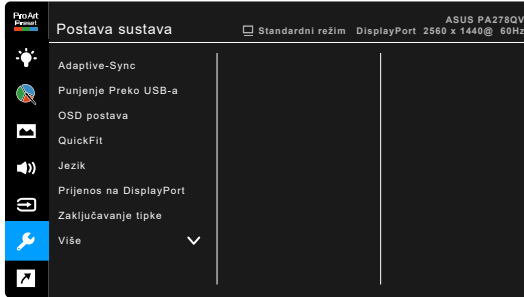 ProArt
Preset
Postava sustava
ASUS PA278QV
Standardni režim DisplayPort 2560 x 1440@ 60Hz
Adaptive-Sync
Punjenje Preko USB-a
OSD postava
QuickFit
Jezik
Prijenos na DisplayPort
Zaključavanje tipke
Više